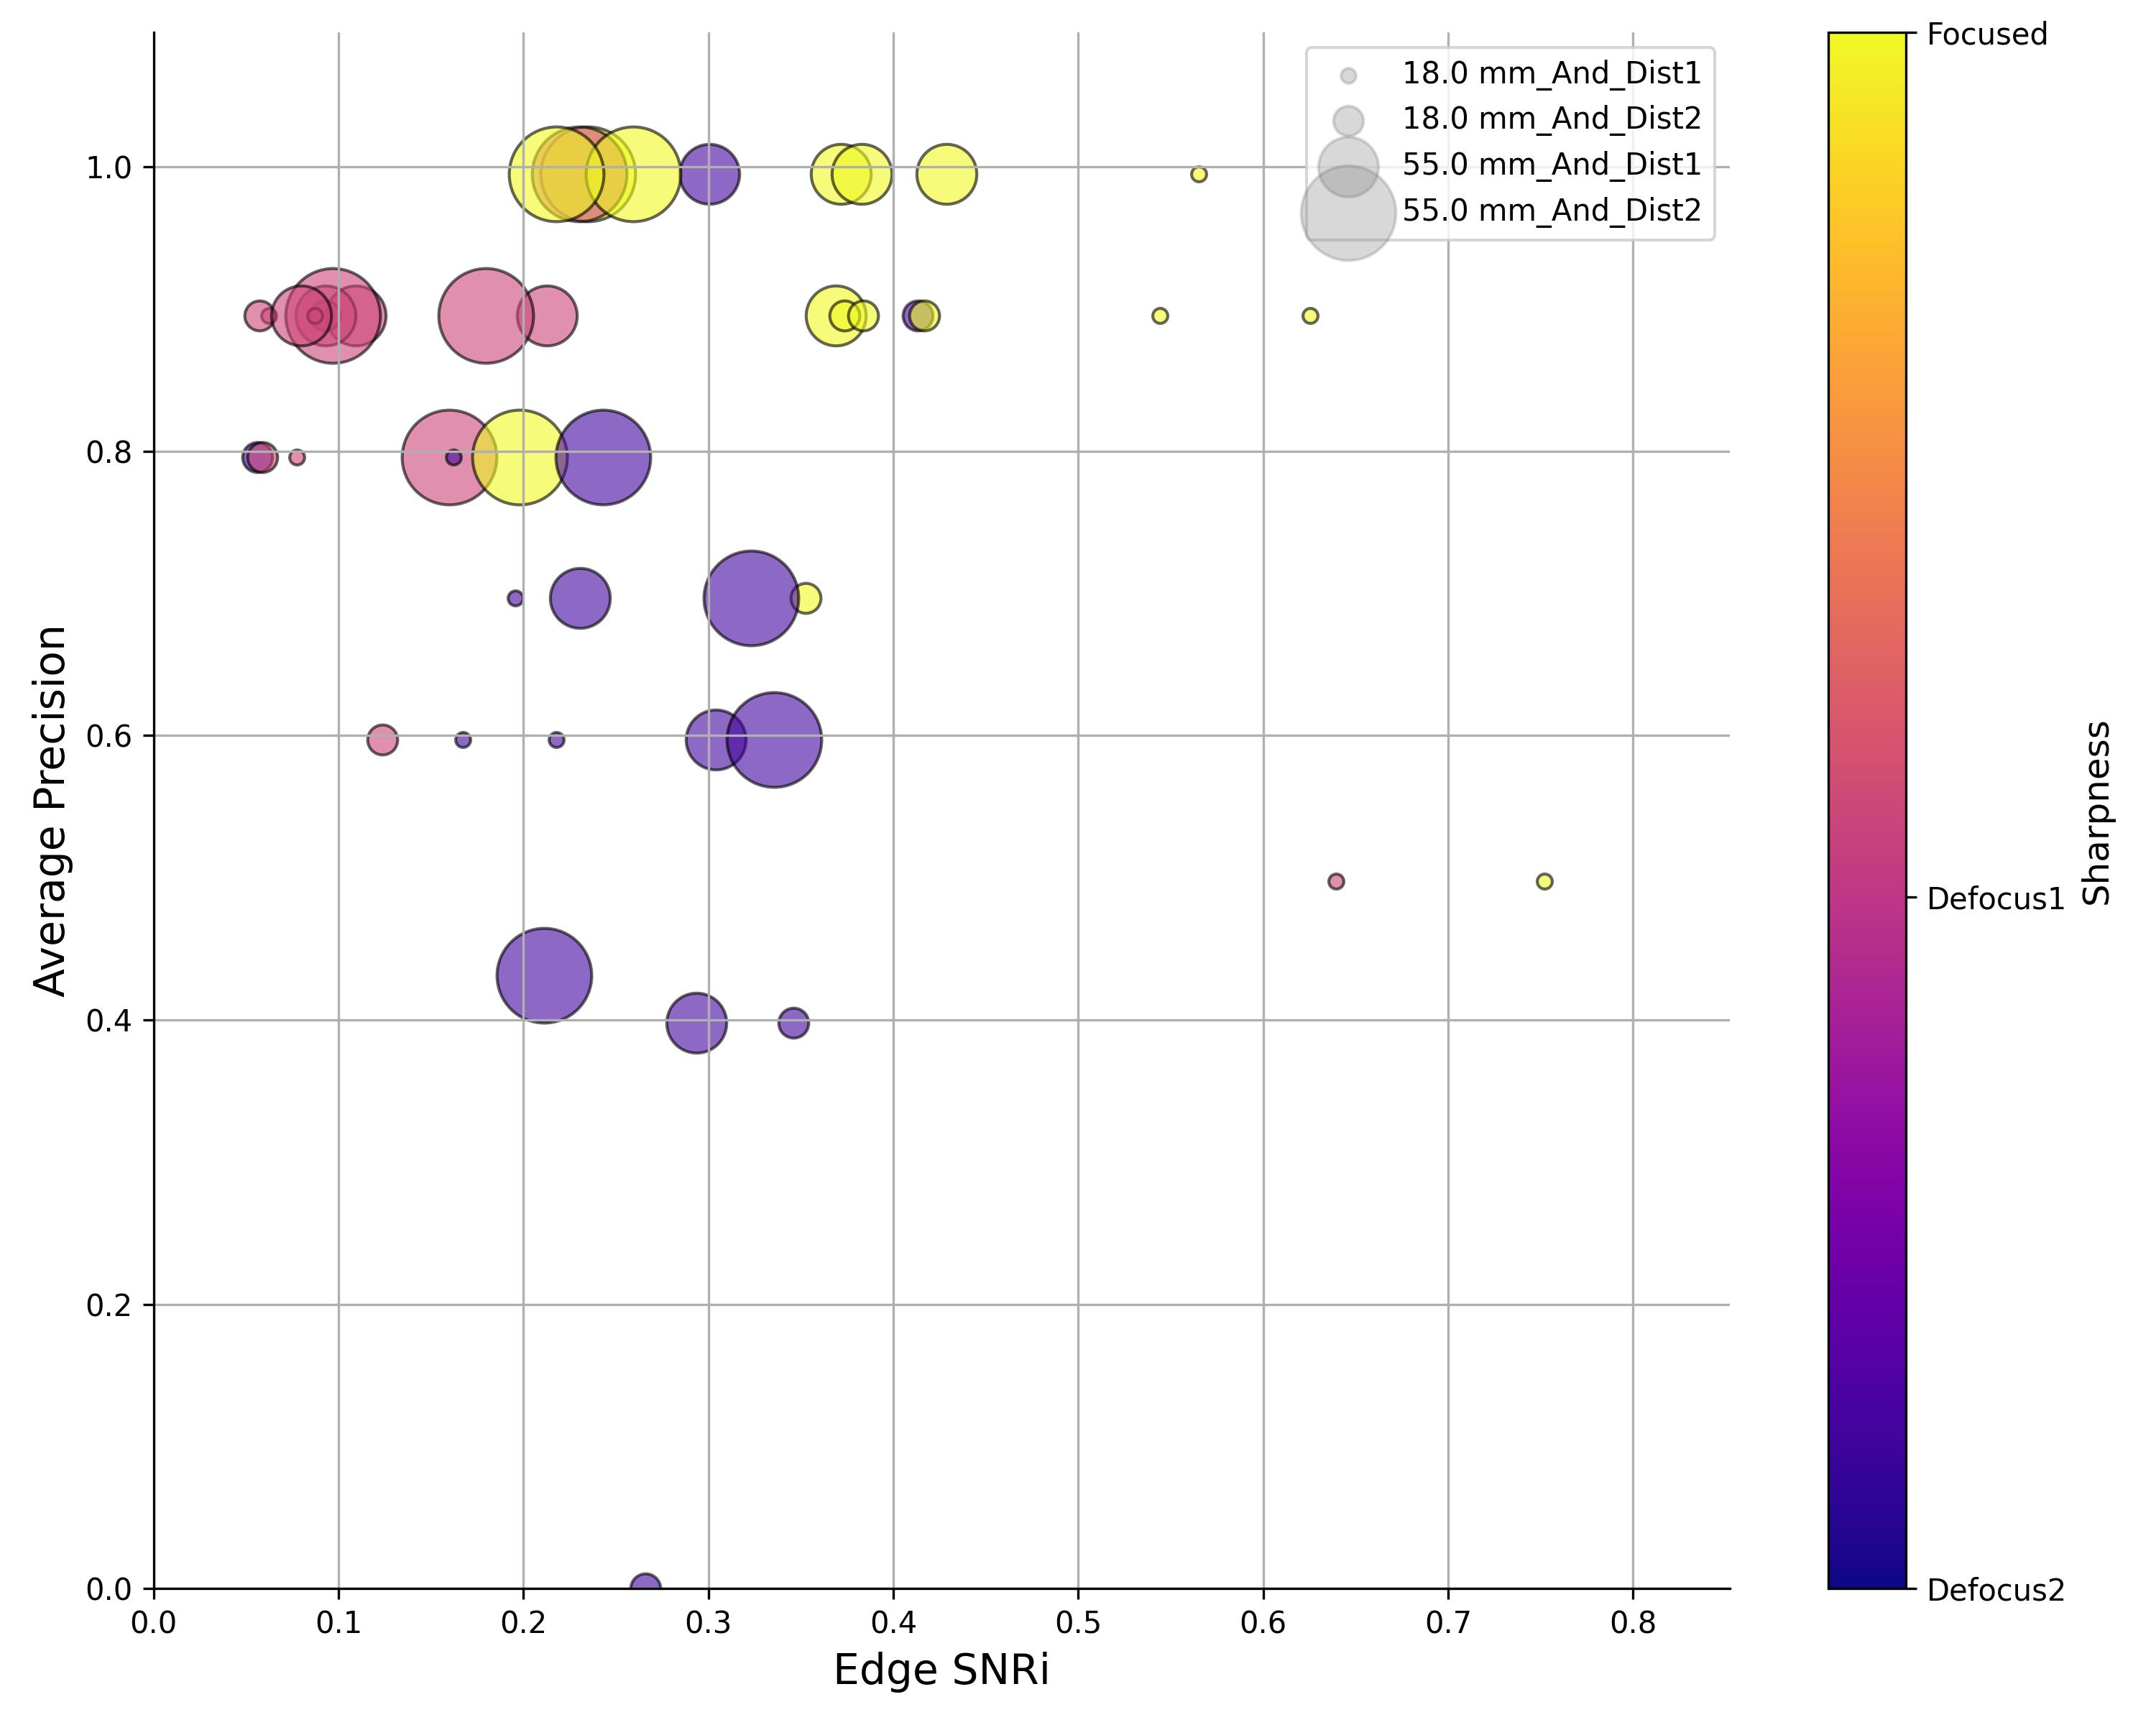 18.0 mm_And_Dist1
18.0 mm_And_Dist2
55.0 mm_And_Dist1
55.0 mm_And_Dist2
Average Precision
1.0
0.8
0.6
0.4
0.2
0.0
0.0 0.1 0.2 0.3 0.4 0.5 0.6 0.7 0.8
Edge SNRi
Focused
Defocus1
Defocus2
Sharpness